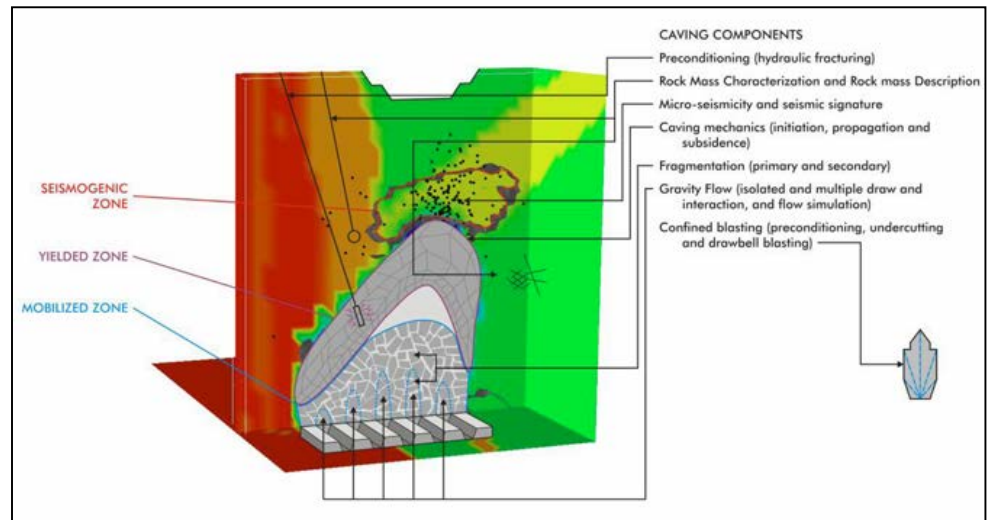 CAVING COMPONENTS
Preconditioning (hydraulic fracturing)
Rock Mass Characterization and Rock mass Description
Micro-seismicity and seismic signature
Caving mechanics (initiation, propagation and
subsidence)
Fragmentation (primary and secondary)
Gravity Flow (isolated and multiple draw and
interaction, and flow simulation)
Confined blasting (preconditioning, undercutting
and drawbell blasting)
SEISMOGENIC
ZONE
YIELDED ZONE
MOBILIZED ZONE